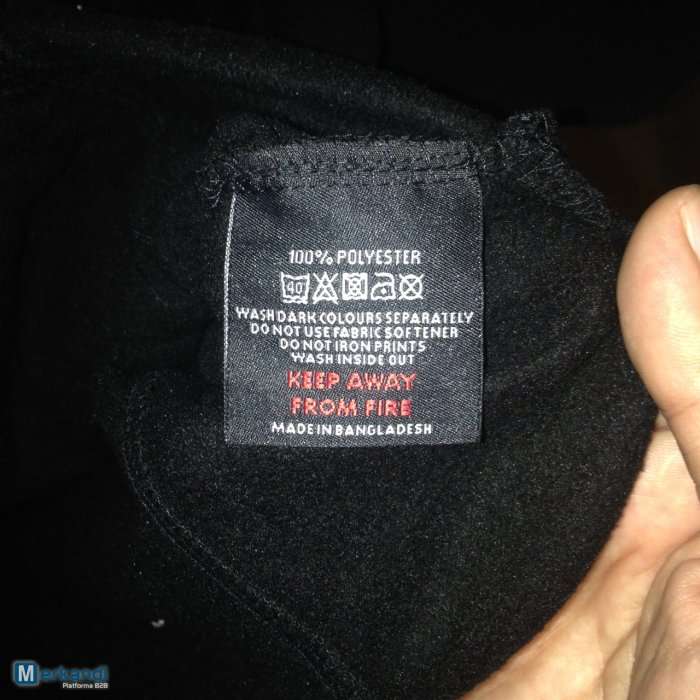 100% POLYESTER
40
WASH DARK COLOURS SEPARATELY
DO NOT USE FABRIC SOFTENER
DO NOT IRON PRINTS
WASH INSIDE OUT
KEEP AWAY
FROM FIRE
MADE IN BANGLADESH
M Merkandi
Platforma B2B